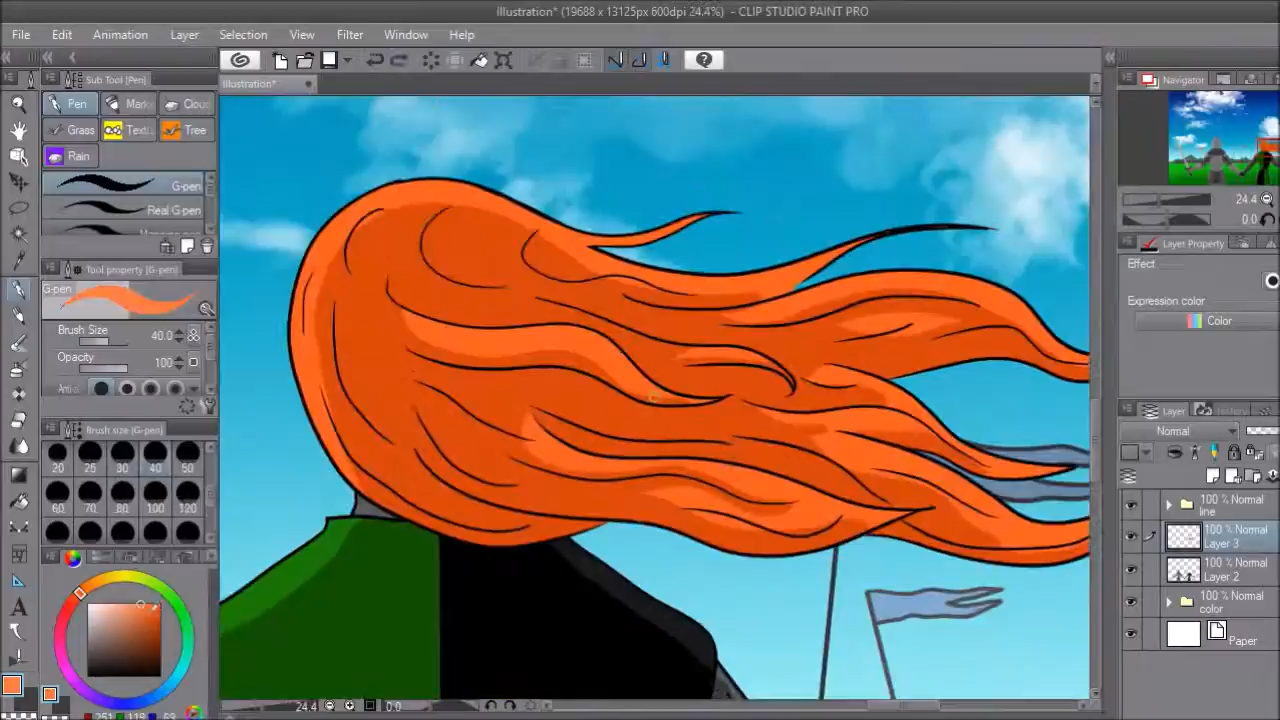 illustration* (19688 x 13125px 600dpi 24.4%) - CLIP STUDIO PAINT PRO
File Edit Animation Layer Selection View Filter Window Help
Sub Tool [Pen]
illustration*
Navigator
Pen
Grass
Tree
Rain
G-pen
Real G-pen
24.4
0.0
Tool property [G-pen]
Layer Property
G-pen
Effect
Brush Size 40.0
Expression color
Opacity 100
Color
Brush size [G-pen]
Layer
History
Normal
20 25 30 40 50
60 70 80 100 120
100 % Normal
line
100 % Normal
Layer 3
100 % Normal
Layer 2
100 % Normal
color
Paper
24.4 0.0